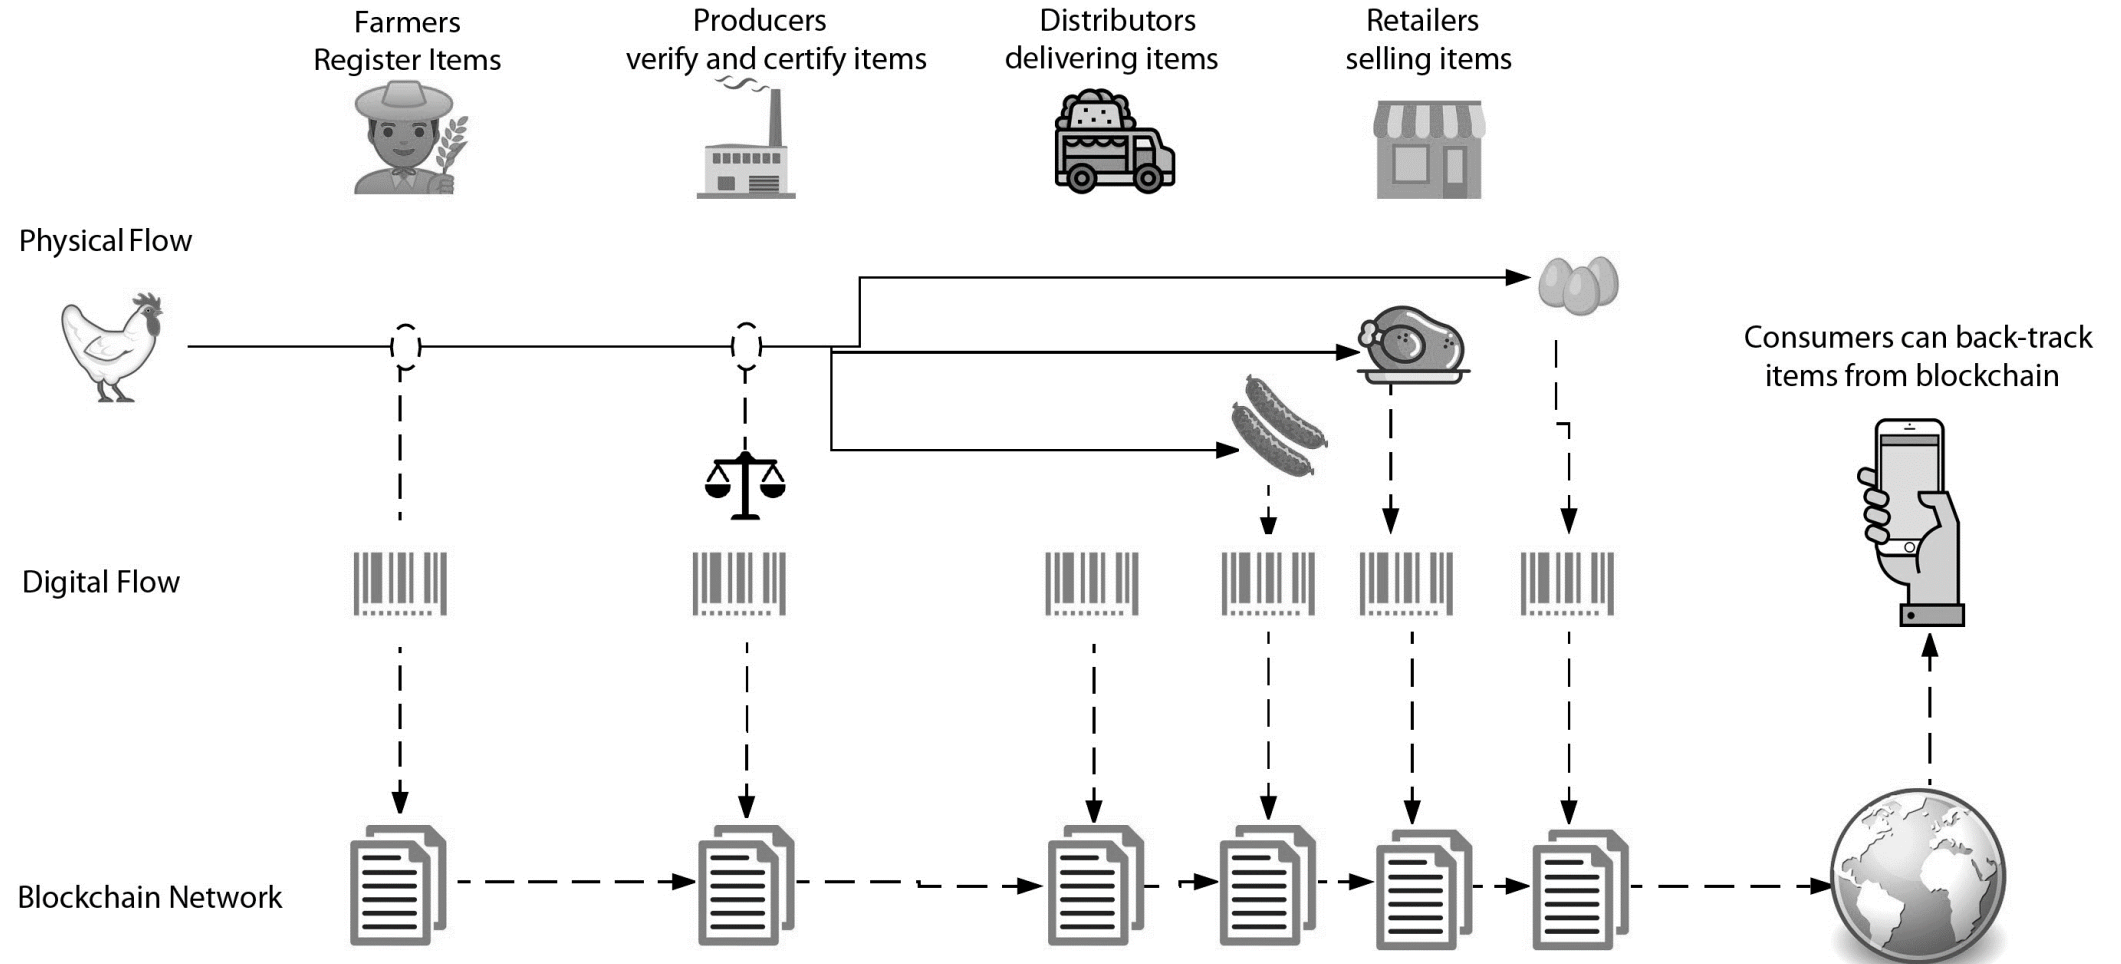 Farmers
Register Items
Producers
verify and certify items
Distributors
delivering items
Retailers
selling items
Physical Flow
Consumers can back-track
items from blockchain
Digital Flow
Blockchain Network